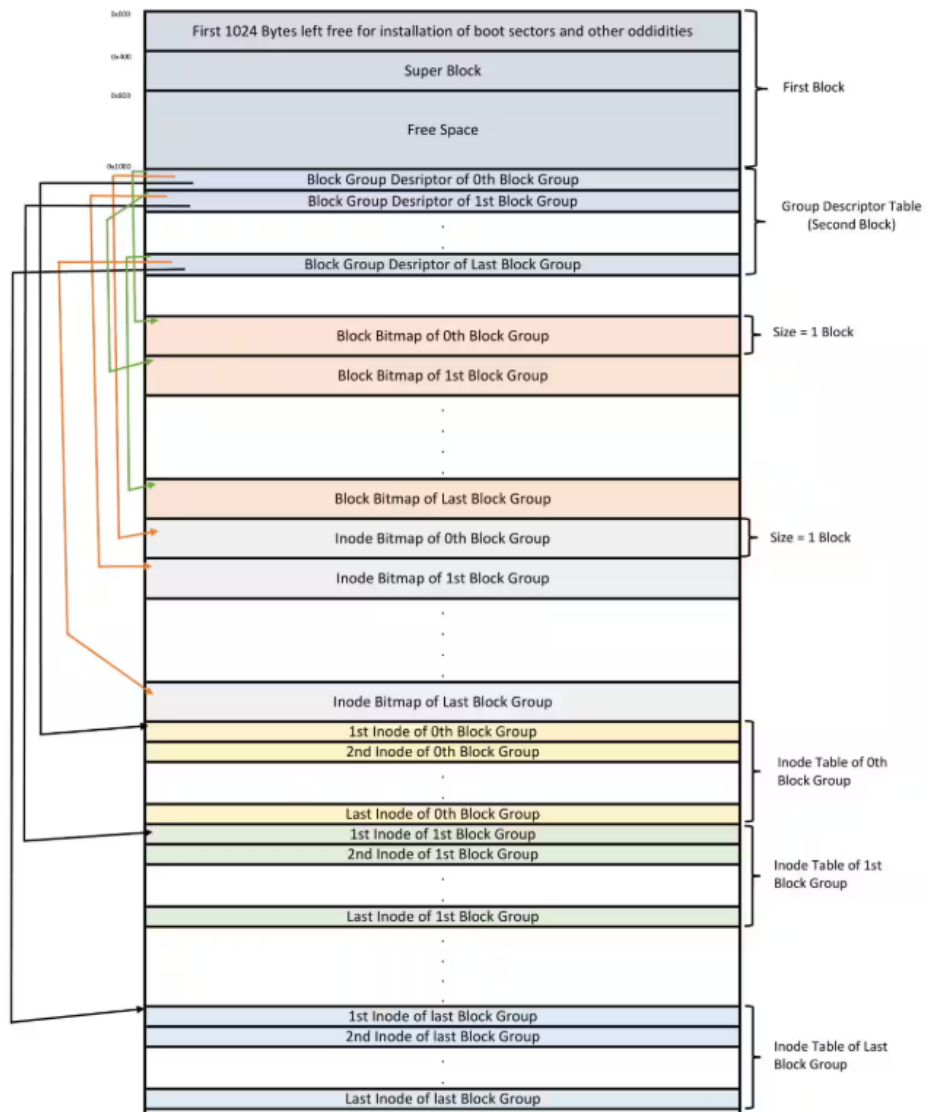 0x000
First 1024 Bytes left free for installation of boot sectors and other oddidities
0x400
Super Block
First Block
0x800
Free Space
0x1000
Block Group Desriptor of 0th Block Group
Block Group Desriptor of 1st Block Group
Group Descriptor Table
(Second Block)
.
.
Block Group Desriptor of Last Block Group
Block Bitmap of 0th Block Group
Size = 1 Block
Block Bitmap of 1st Block Group
.
.
.
.
Block Bitmap of Last Block Group
Inode Bitmap of 0th Block Group
Size = 1 Block
Inode Bitmap of 1st Block Group
.
.
.
.
Inode Bitmap of Last Block Group
1st Inode of 0th Block Group
2nd Inode of 0th Block Group
Inode Table of 0th
Block Group
.
.
Last Inode of 0th Block Group
1st Inode of 1st Block Group
2nd Inode of 1st Block Group
Inode Table of 1st
Block Group
.
.
Last Inode of 1st Block Group
.
.
.
.
1st Inode of last Block Group
2nd Inode of last Block Group
Inode Table of Last
Block Group
.
.
Last Inode of last Block Group